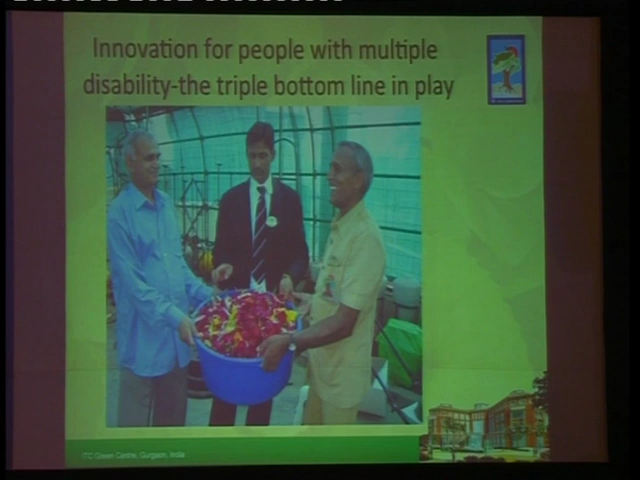 Innovation for people with multiple
disability-the triple bottom line in play
ITC Green Centre, Gurgaon, India